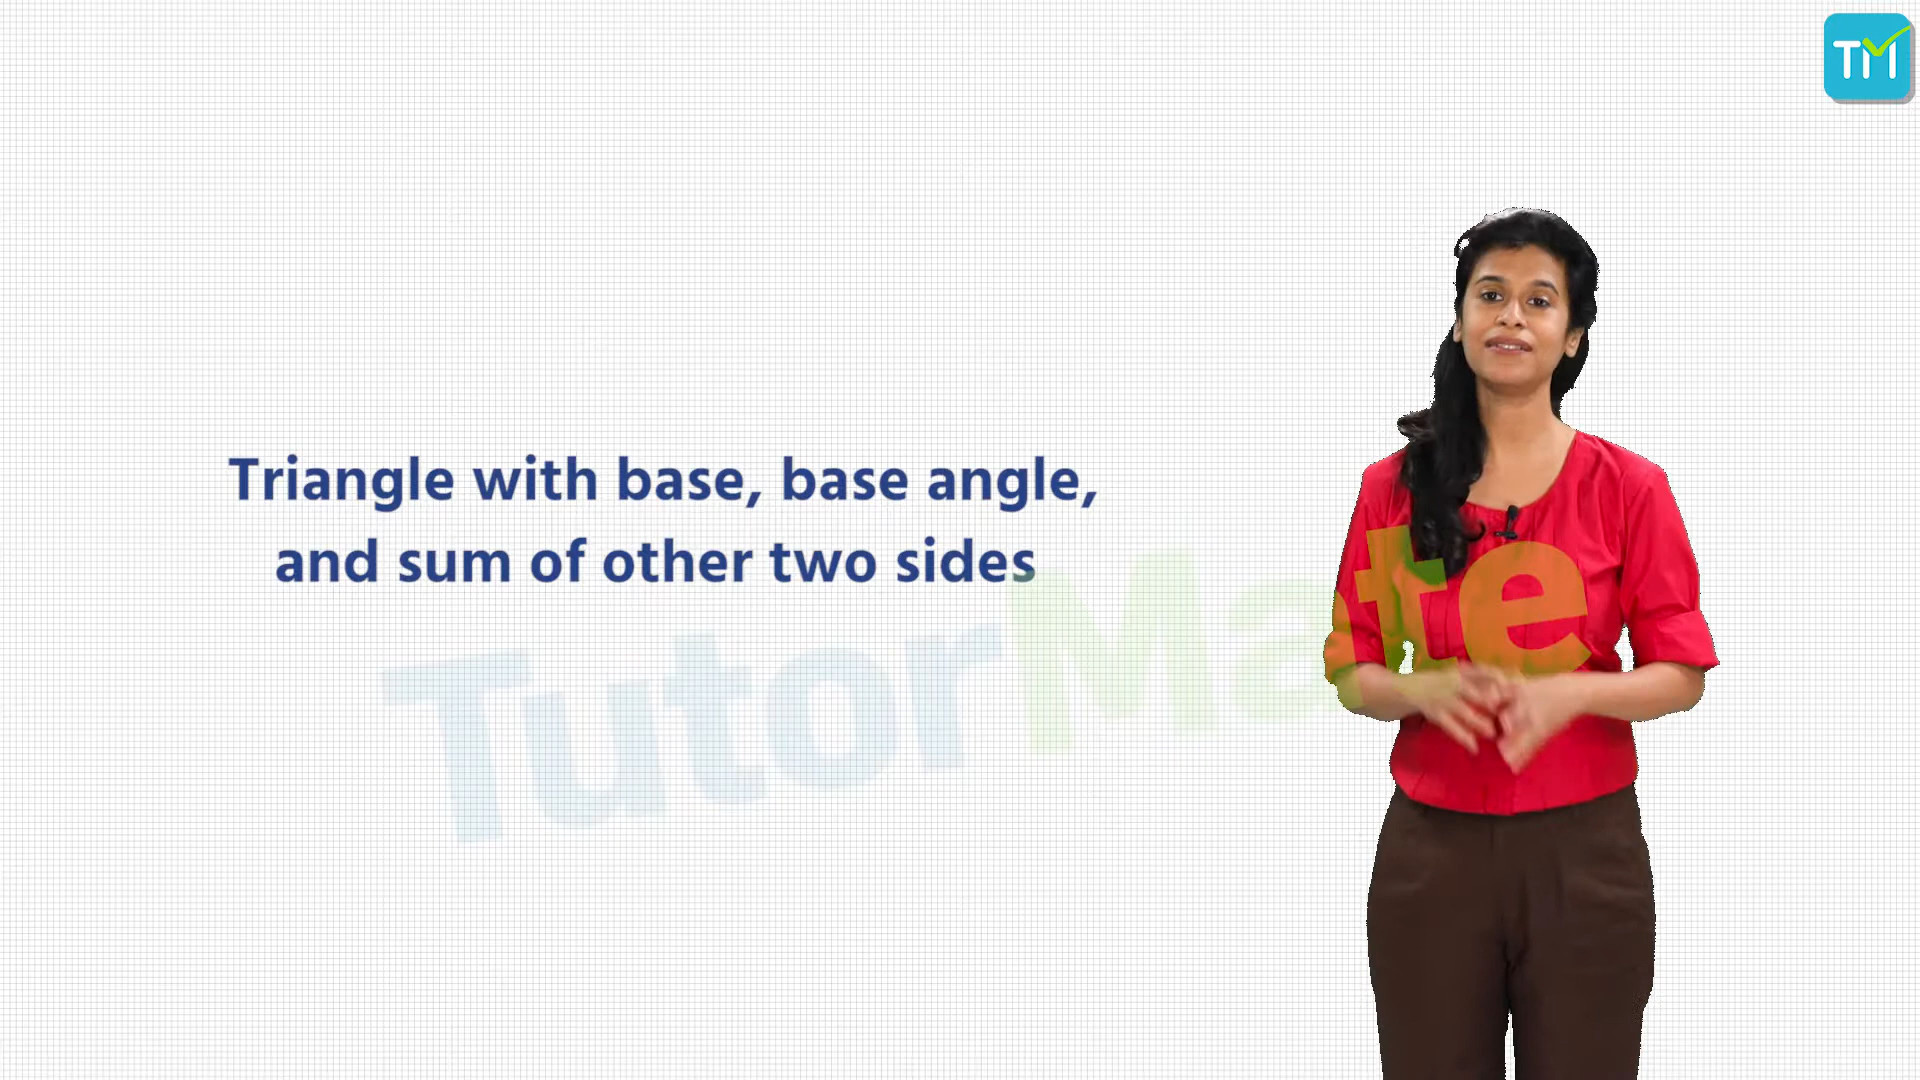 TM
Triangle with base, base angle,
and sum of other two sides
TutorMate